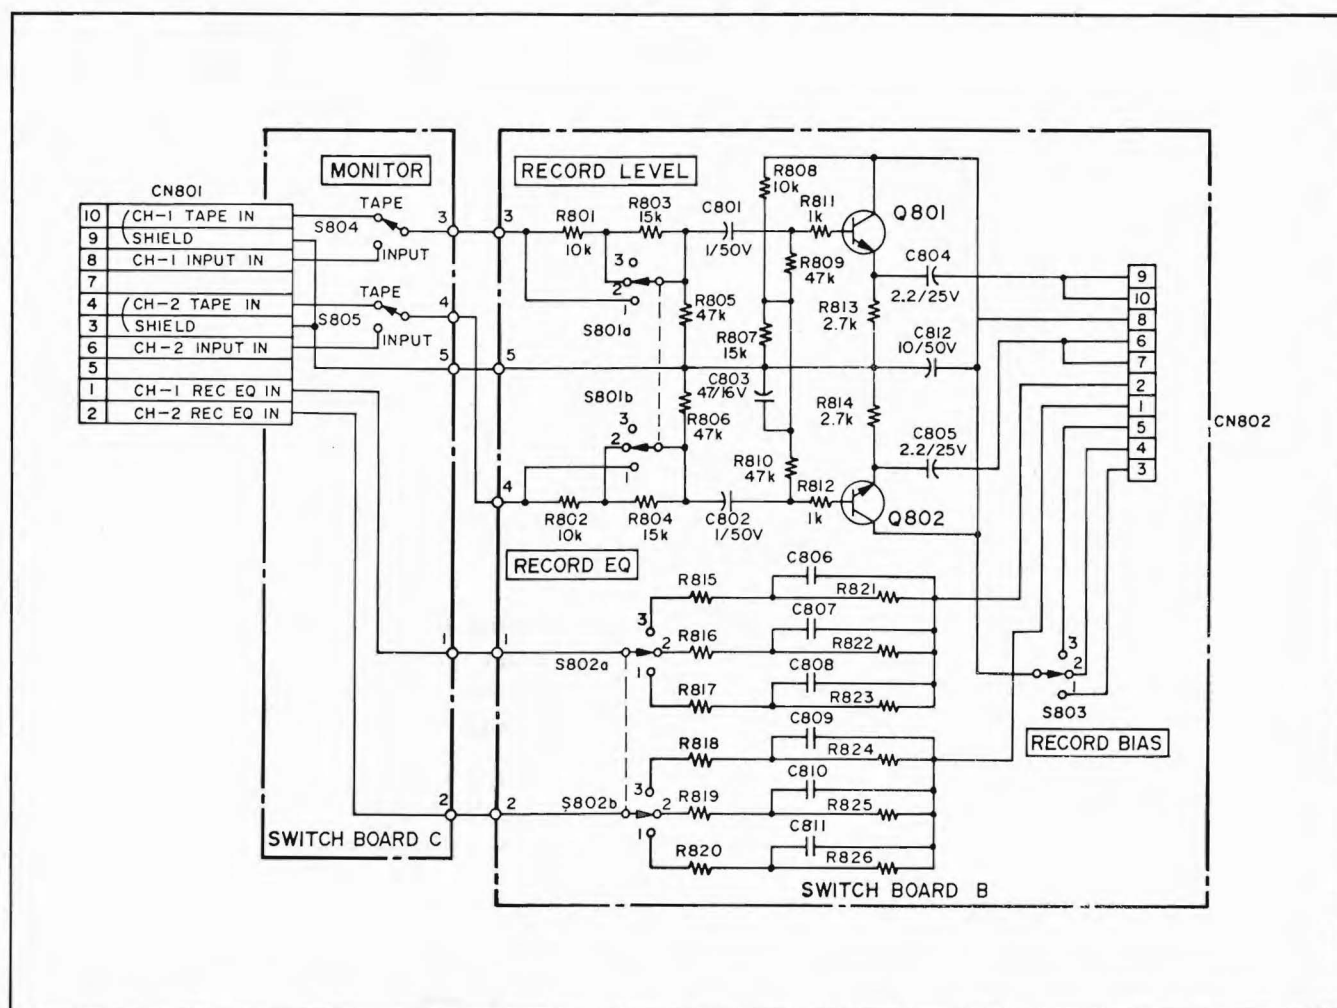 CN801
10 CH-1 TAPE IN
9 SHIELD
8 CH-1 INPUT IN
7
4 CH-2 TAPE IN
3 SHIELD
6 CH-2 INPUT IN
5
1 CH-1 REC EQ IN
2 CH-2 REC EQ IN
MONITOR
TAPE
S804
INPUT
TAPE
S805
INPUT
3
4
5
1
2
SWITCH BOARD C
RECORD LEVEL
3
R801
10k
R803
15k
C801
1/50V
R808
10k
R811
1k
Q801
R809
47k
C804
2.2/25V
3
2
1
S801a
R805
47k
R807
15k
R813
2.7k
C812
10/50V
5
S801b
3
2
1
R806
47k
C803
47/16V
R814
2.7k
C805
2.2/25V
R810
47k
4
R802
10k
R804
15k
C802
1/50V
R812
1k
Q802
RECORD EQ
C806
R815
R821
C807
3
2
R816
R822
1
S802a
1
C808
R817
R823
C809
R818
R824
C810
3
2
S802b
2
R819
R825
1
C811
R820
R826
SWITCH BOARD B
9
10
8
6
7
2
1
5
4
3
CN802
3
2
1
S803
RECORD BIAS